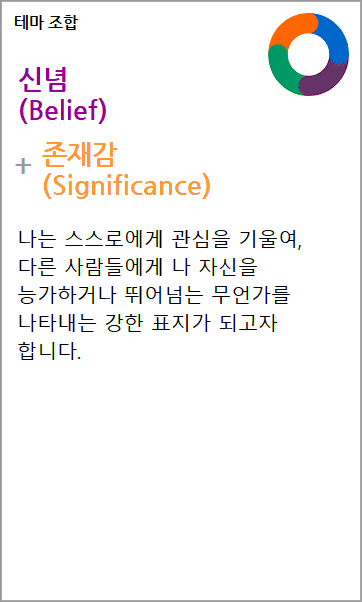 테마 조합
신념
(Belief)
+ 존재감
(Significance)
나는 스스로에게 관심을 기울여,
다른 사람들에게 나 자신을
능가하거나 뛰어넘는 무언가를
나타내는 강한 표지가 되고자
합니다.